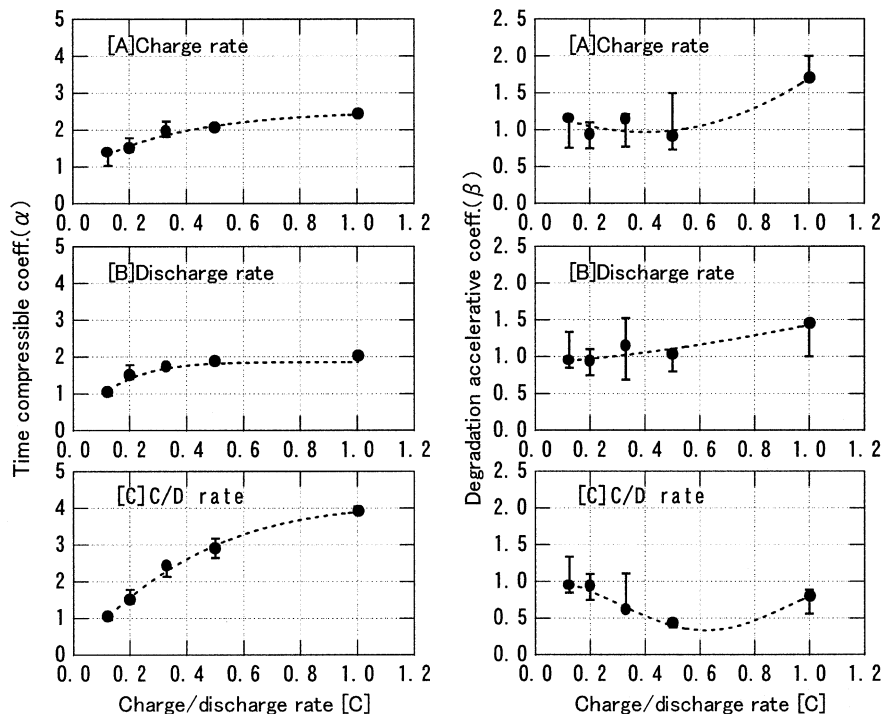 Time compressible coeff.(α)
[A]Charge rate
5
4
3
2
1
0
0.0 0.2 0.4 0.6 0.8 1.0 1.2
[B]Discharge rate
5
4
3
2
1
0
0.0 0.2 0.4 0.6 0.8 1.0 1.2
[C]C/D rate
5
4
3
2
1
0
0.0 0.2 0.4 0.6 0.8 1.0 1.2
Charge/discharge rate [C]
Degradation accelerative coeff.(β)
[A]Charge rate
2.5
2.0
1.5
1.0
0.5
0.0
0.0 0.2 0.4 0.6 0.8 1.0 1.2
[B]Discharge rate
2.5
2.0
1.5
1.0
0.5
0.0
0.0 0.2 0.4 0.6 0.8 1.0 1.2
[C]C/D rate
2.5
2.0
1.5
1.0
0.5
0.0
0.0 0.2 0.4 0.6 0.8 1.0 1.2
Charge/discharge rate [C]